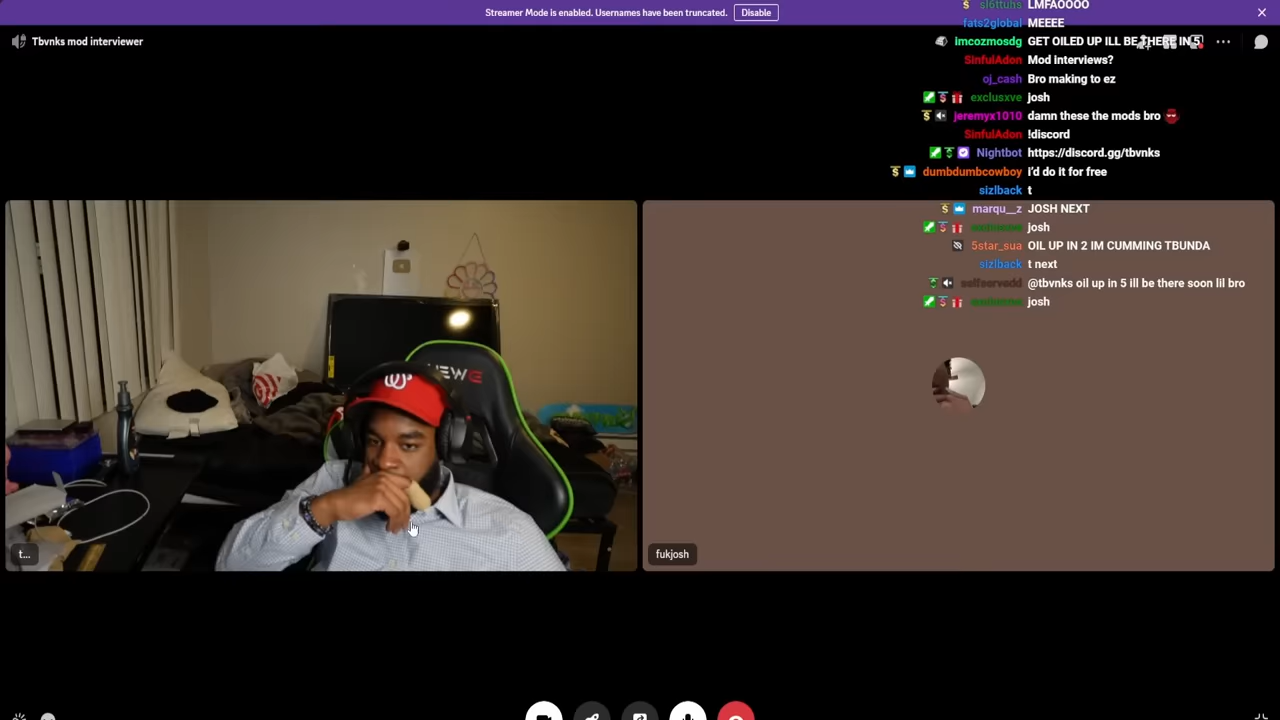 Streamer Mode is enabled. Usernames have been truncated. Disable
Tbvnks mod interviewer
sl6ttuhs LMFAOOOO
fats2global MEEEE
imcozmosdg GET OILED UP ILL BE THERE IN 5
SinfulAdon Mod interviews?
oj_cash Bro making to ez
exclusxve josh
jeremyx1010 damn these the mods bro
SinfulAdon !discord
Nightbot https://discord.gg/tbvnks
dumbdumbcowboy i'd do it for free
sizlback t
marqu__z JOSH NEXT
exclusxve josh
5star_sua OIL UP IN 2 IM CUMMING TBUNDA
sizlback t next
@tbvnks oil up in 5 ill be there soon lil bro
exclusxve josh
W
t...
fukjosh